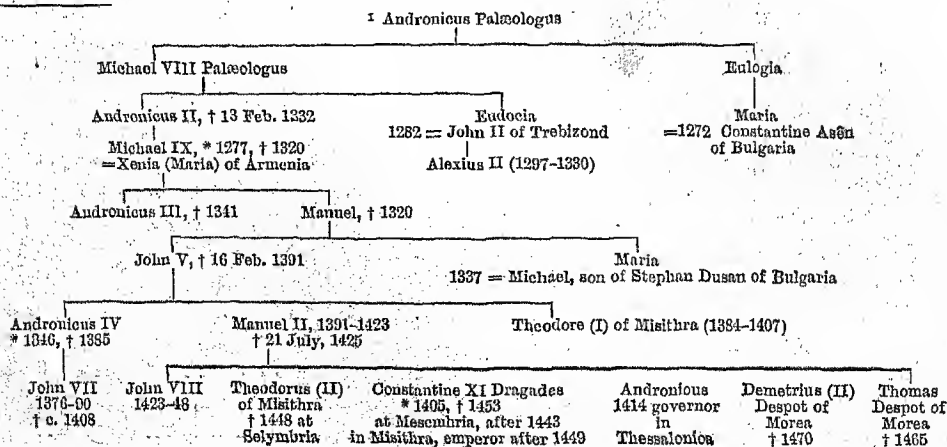 ¹ Andronicus Palæologus
Michael VIII Palæologus
Eulogia
Andronicus II, † 13 Feb. 1332
Eudocia
1282 = John II of Trebizond
Maria
=1272 Constantine Asên
of Bulgaria
Michael IX, * 1277, † 1320
=Xenia (Maria) of Armenia
Alexius II (1297-1330)
Andronicus III, † 1341
Manuel, † 1320
John V, † 16 Feb. 1391
Maria
1337 = Michael, son of Stephan Dusan of Bulgaria
Andronicus IV
* 1346, † 1385
Manuel II, 1391-1423
† 21 July, 1425
Theodore (I) of Misithra (1384-1407)
John VII
1376-90
† c. 1408
John VIII
1423-48
Theodorus (II)
of Misithra
† 1448 at
Selymbria
Constantine XI Dragades
* 1405, † 1453
at Mesembria, after 1443
in Misithra, emperor after 1449
Andronicus
1414 governor
in
Thessalonica
Demetrius (II)
Despot of
Morea
† 1470
Thomas
Despot of
Morea
† 1465